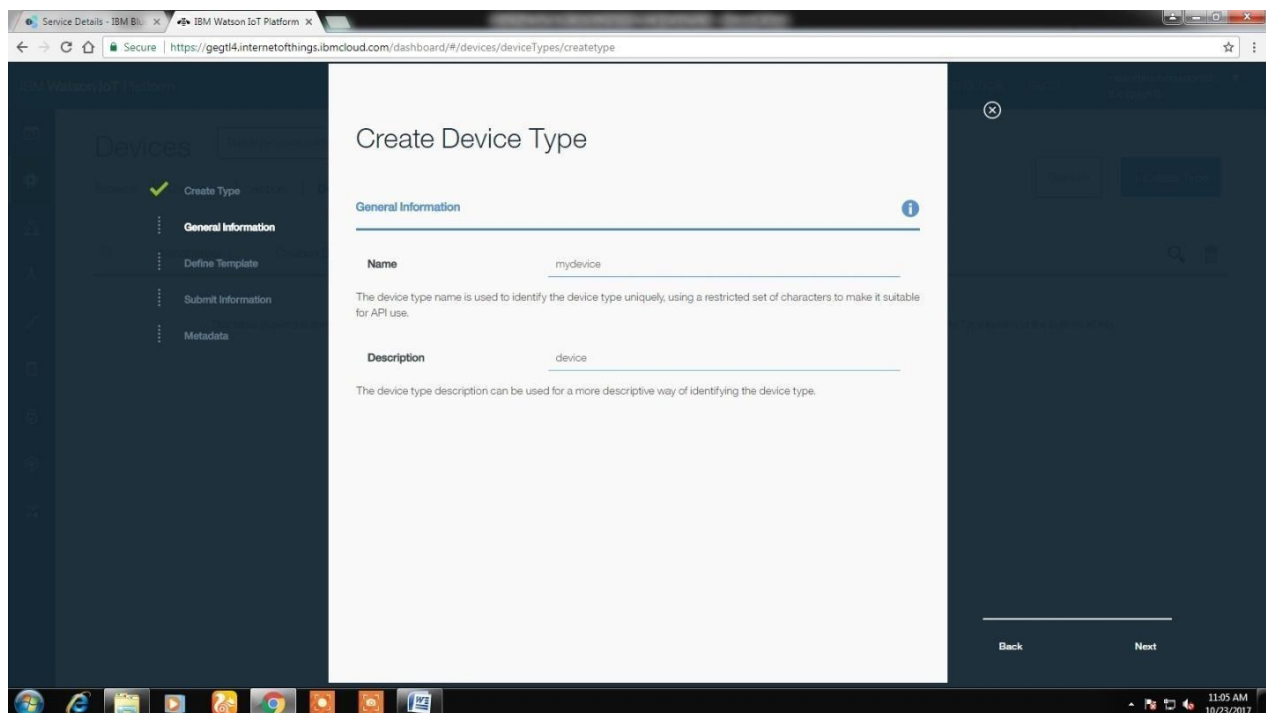 Service Details - IBM Blu
IBM Watson IoT Platform
Secure | https://gegtl4.internetofthings.ibmcloud.com/dashboard/#/devices/deviceTypes/createtype
IBM Watson IoT Platform
Devices
Create Device Type
Create Type
General Information
General Information
Define Template
Name mydevice
The device type name is used to identify the device type uniquely, using a restricted set of characters to make it suitable
for API use.
Submit Information
Metadata
Description device
The device type description can be used for a more descriptive way of identifying the device type.
Back Next
11:05 AM
10/23/2017